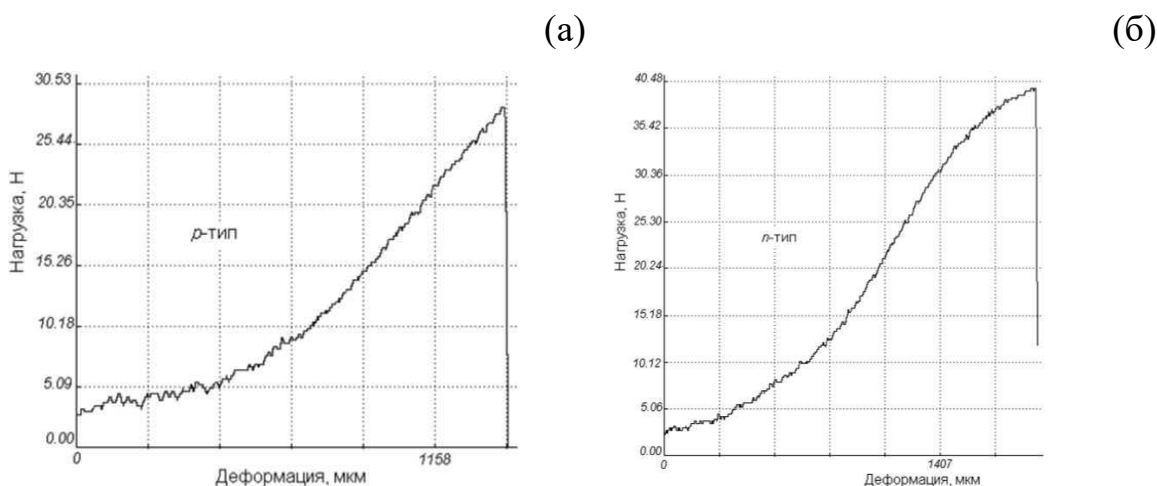 (а)
30.53
25.44
20.35
15.26
10.18
5.09
0.00
Нагрузка, Н
p-тип
0
1158
Деформация, мкм
(б)
40.48
35.42
30.36
25.30
20.24
15.18
10.12
5.06
0.00
Нагрузка, Н
n-тип
0
1407
Деформация, мкм